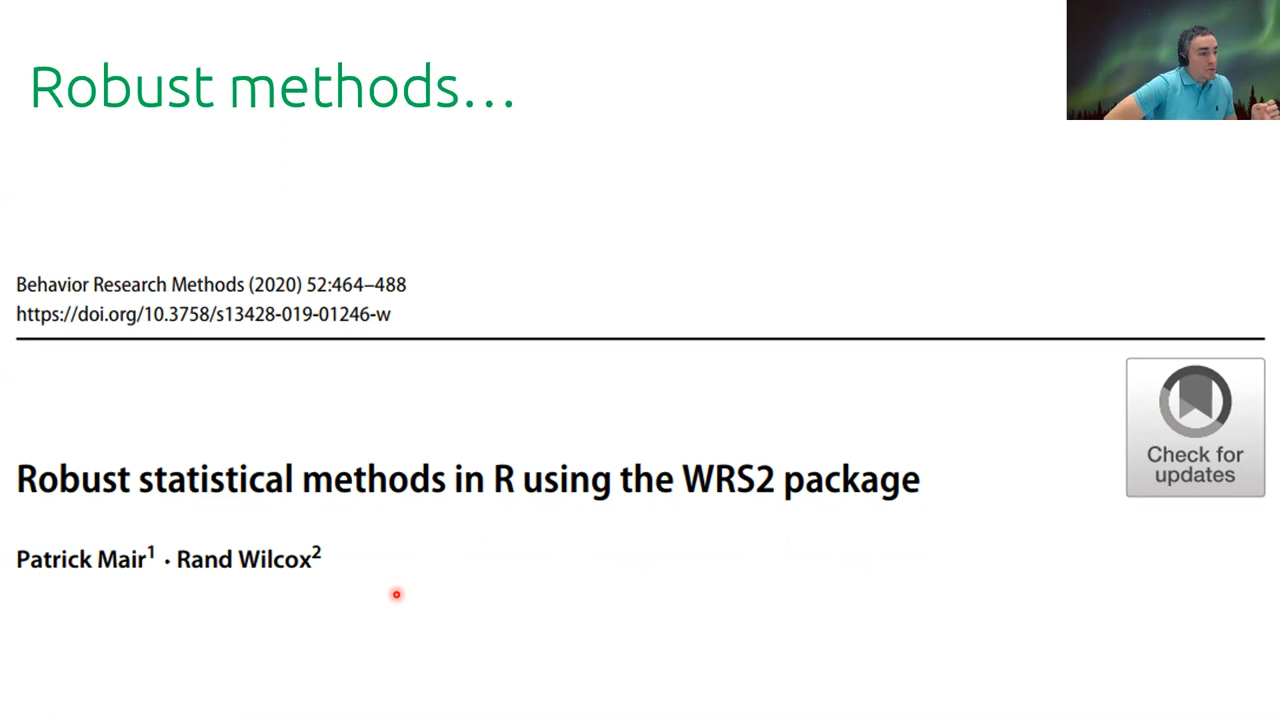 Robust methods…
Behavior Research Methods (2020) 52:464–488
https://doi.org/10.3758/s13428-019-01246-w
Check for
updates
Robust statistical methods in R using the WRS2 package
Patrick Mair1 · Rand Wilcox2